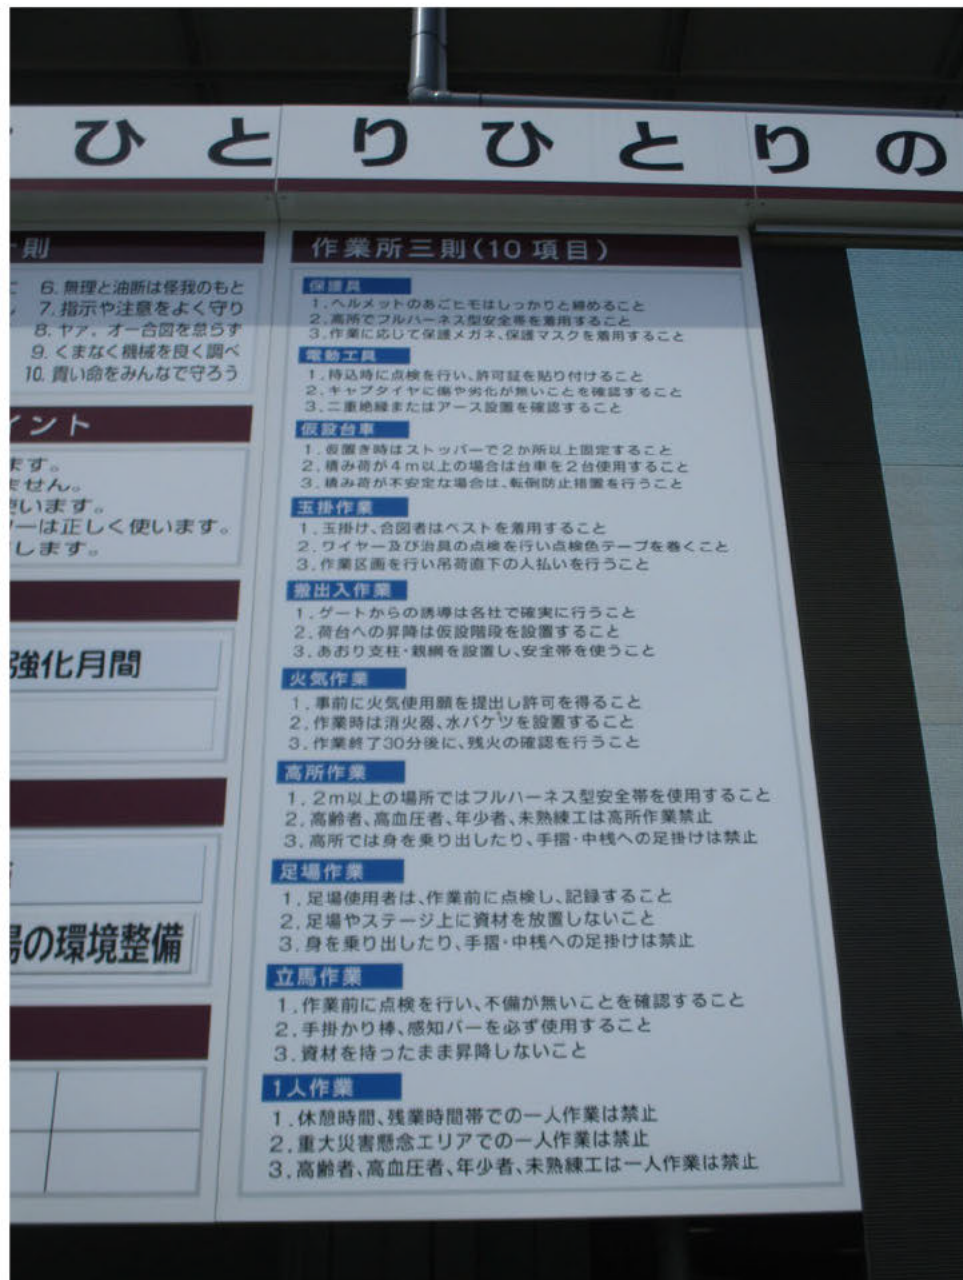 ひとりひとりの
則
6. 無理と油断は怪我のもと
7. 指示や注意をよく守り
8. ヤァ、オー合図を怠らず
9. くまなく機械を良く調べ
10. 貴い命をみんなで守ろう
イント
ます。
ません。
使います。
ーは正しく使います。
します。
強化月間
場の環境整備
作業所三則(10項目)
保護具
1. ヘルメットのあごヒモはしっかりと締めること
2. 高所でフルハーネス型安全帯を着用すること
3. 作業に応じて保護メガネ、保護マスクを着用すること
電動工具
1. 持込時に点検を行い、許可証を貼り付けること
2. キャブタイヤに傷や劣化が無いことを確認すること
3. 二重絶縁またはアース設置を確認すること
仮設台車
1. 仮置き時はストッパーで2か所以上固定すること
2. 積み荷が4m以上の場合は台車を2台使用すること
3. 積み荷が不安定な場合は、転倒防止措置を行うこと
玉掛作業
1. 玉掛け、合図者はベストを着用すること
2. ワイヤー及び治具の点検を行い点検色テープを巻くこと
3. 作業区画を行い吊荷直下の人払いを行うこと
搬出入作業
1. ゲートからの誘導は各社で確実に行うこと
2. 荷台への昇降は仮設階段を設置すること
3. あおり支柱・親綱を設置し、安全帯を使うこと
火気作業
1. 事前に火気使用願を提出し許可を得ること
2. 作業時は消火器、水バケツを設置すること
3. 作業終了30分後に、残火の確認を行うこと
高所作業
1. 2m以上の場所ではフルハーネス型安全帯を使用すること
2. 高齢者、高血圧者、年少者、未熟練工は高所作業禁止
3. 高所では身を乗り出したり、手摺・中桟への足掛けは禁止
足場作業
1. 足場使用者は、作業前に点検し、記録すること
2. 足場やステージ上に資材を放置しないこと
3. 身を乗り出したり、手摺・中桟への足掛けは禁止
立馬作業
1. 作業前に点検を行い、不備が無いことを確認すること
2. 手掛かり棒、感知バーを必ず使用すること
3. 資材を持ったまま昇降しないこと
1人作業
1. 休憩時間、残業時間帯での一人作業は禁止
2. 重大災害懸念エリアでの一人作業は禁止
3. 高齢者、高血圧者、年少者、未熟練工は一人作業は禁止